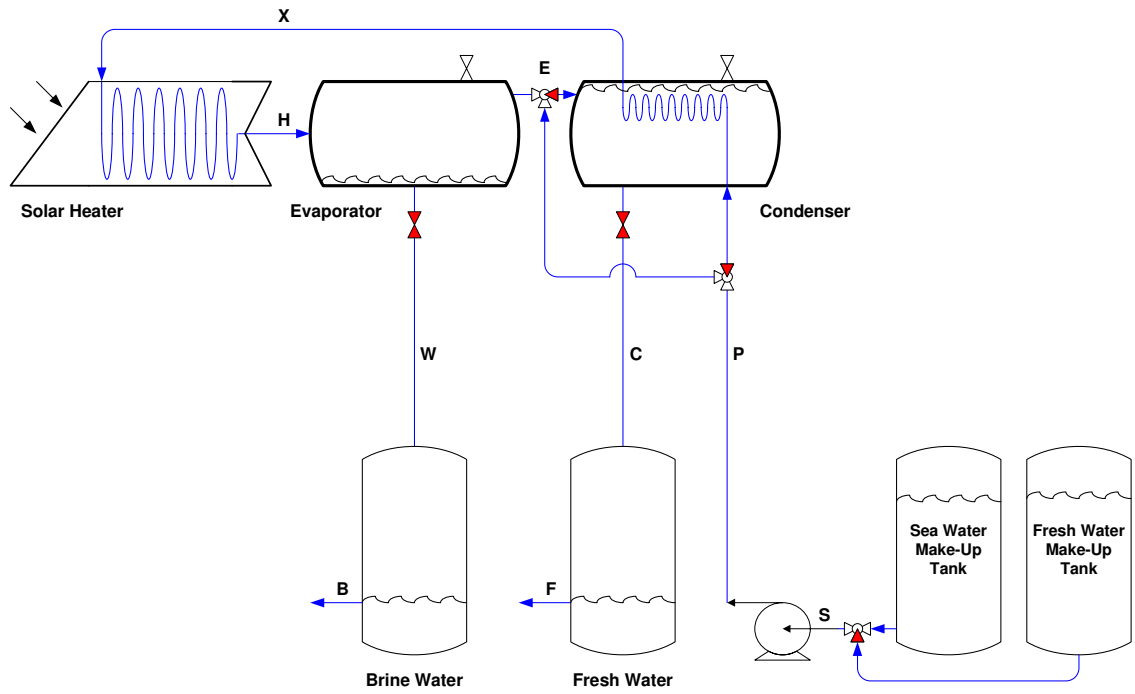 X
E
H
Solar Heater
Evaporator
Condenser
W
C
P
Sea Water
Make-Up
Tank
Fresh Water
Make-Up
Tank
B
F
S
Brine Water
Fresh Water